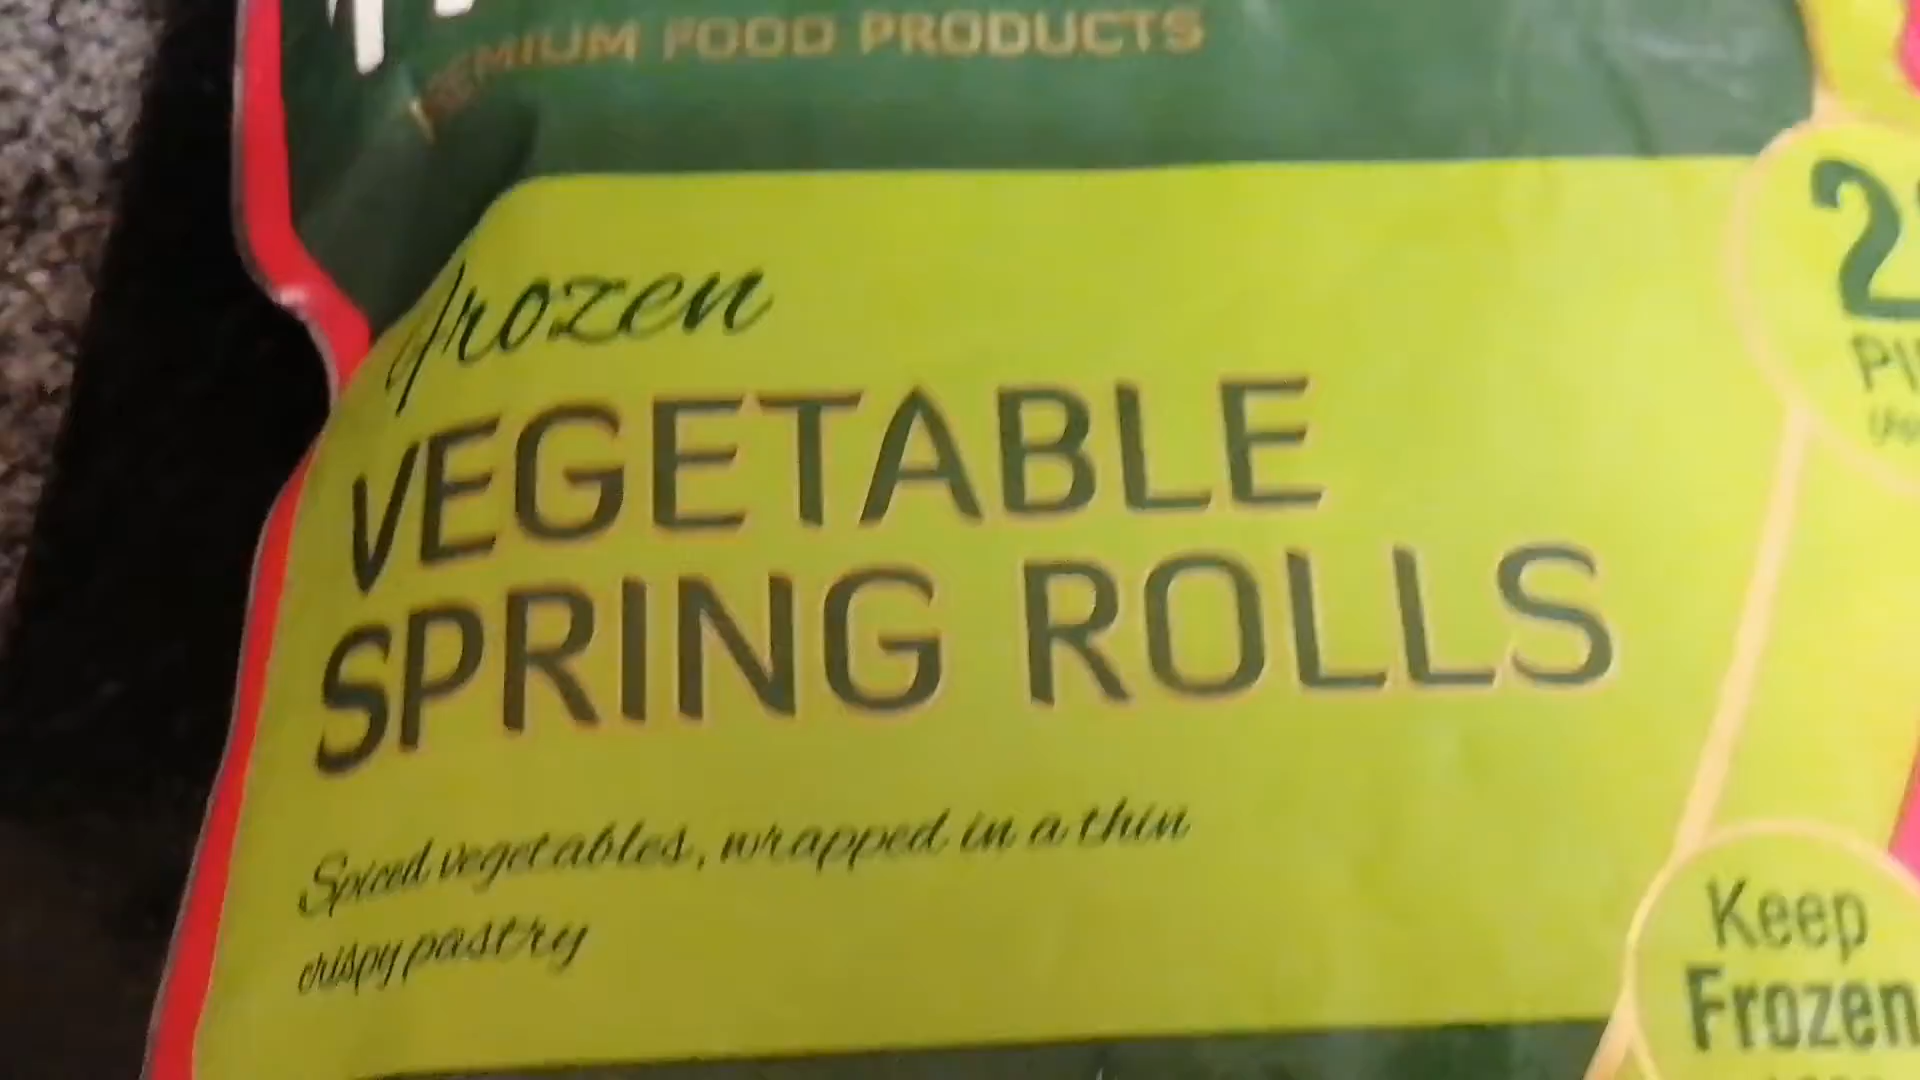 PREMIUM FOOD PRODUCTS
frozen
VEGETABLE
SPRING ROLLS
Spiced vegetables, wrapped in a thin
crispy pastry
Keep
Frozen